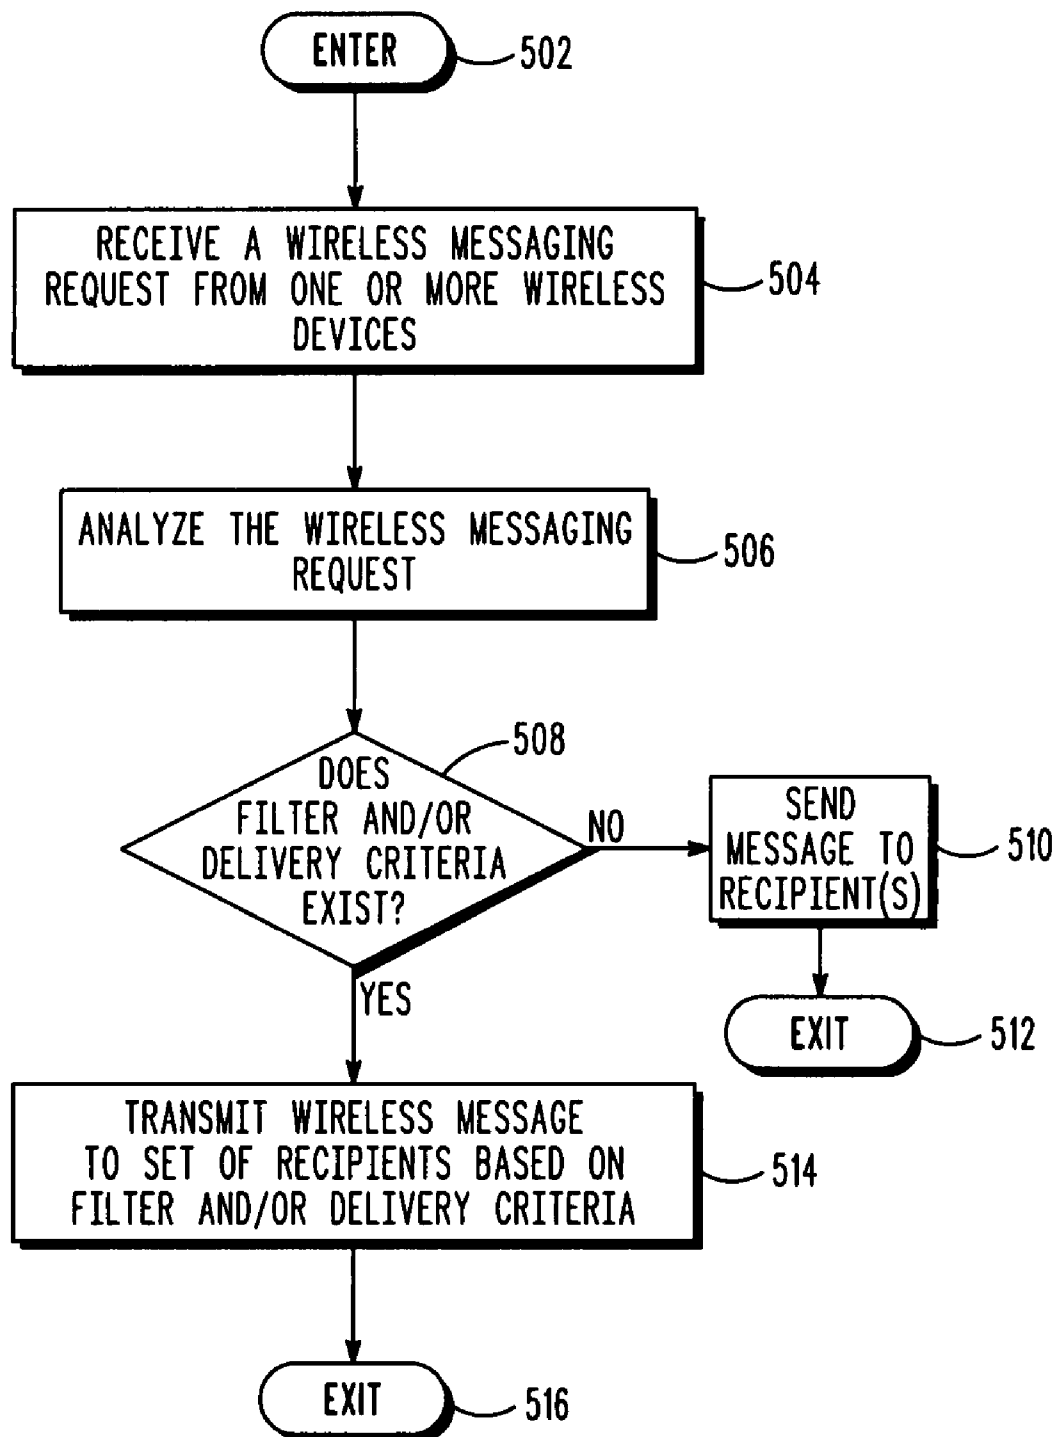 ENTER
502
RECEIVE A WIRELESS MESSAGING
REQUEST FROM ONE OR MORE WIRELESS
DEVICES
504
ANALYZE THE WIRELESS MESSAGING
REQUEST
506
DOES
FILTER AND/OR
DELIVERY CRITERIA
EXIST?
508
NO
SEND
MESSAGE TO
RECIPIENT(S)
510
EXIT
512
YES
TRANSMIT WIRELESS MESSAGE
TO SET OF RECIPIENTS BASED ON
FILTER AND/OR DELIVERY CRITERIA
514
EXIT
516